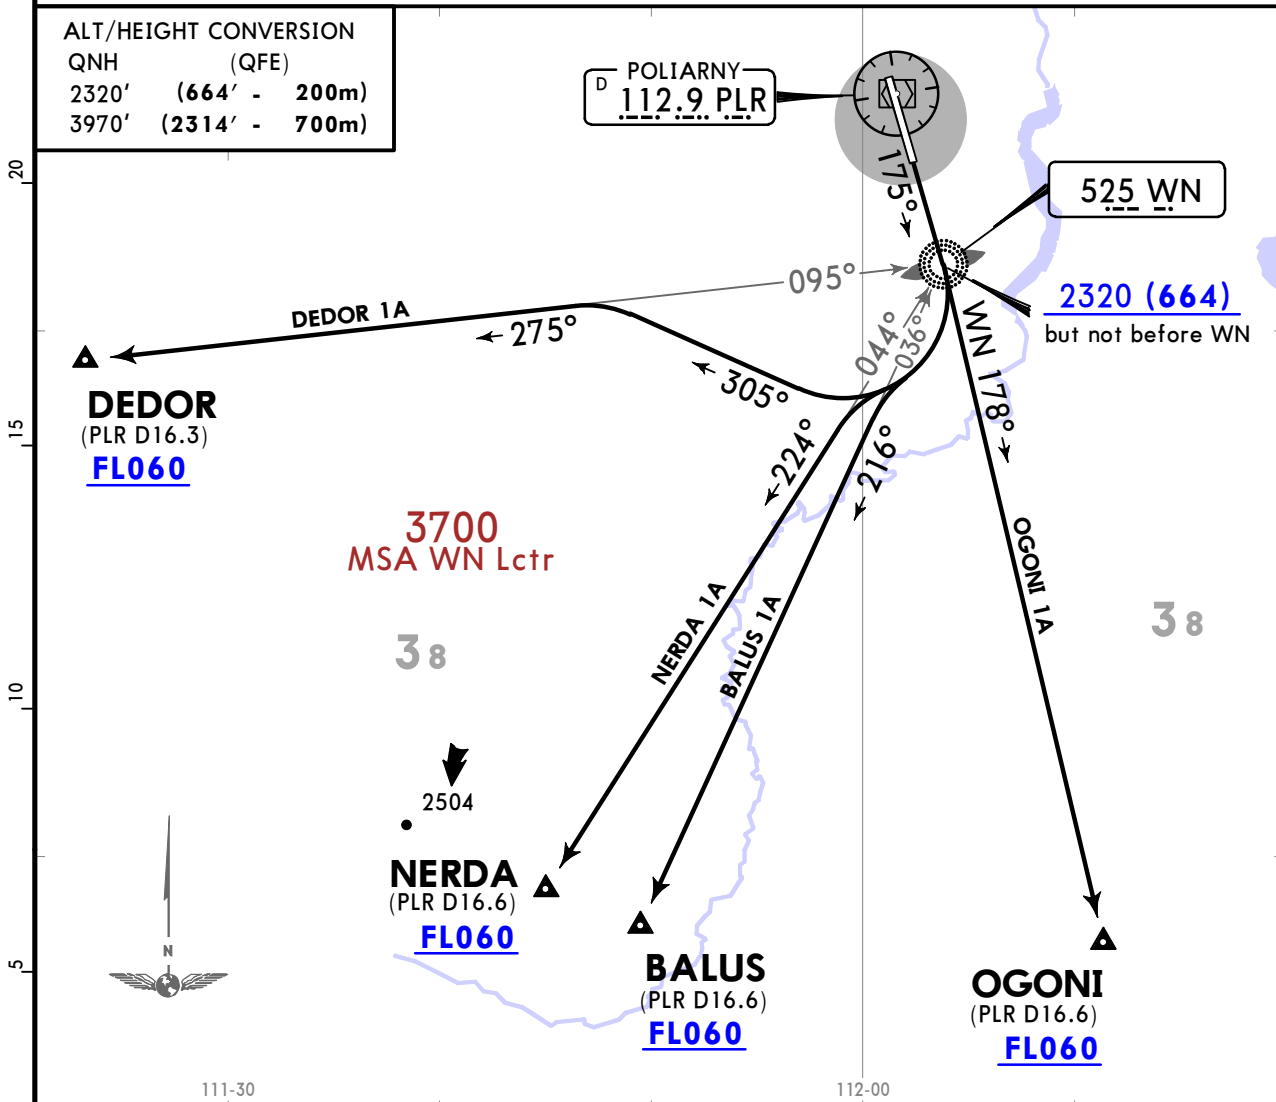 ALT/HEIGHT CONVERSION
QNH (QFE)
2320' (664' - 200m)
3970' (2314' - 700m)
POLIARNY
D 112.9 PLR
175°
525 WN
2320 (664)
but not before WN
095°
DEDOR 1A
275°
305°
044°
036°
WN 178°
DEDOR
(PLR D16.3)
FL060
224°
216°
3700
MSA WN Lctr
OGONI 1A
NERDA 1A
BALUS 1A
38
38
2504
NERDA
(PLR D16.6)
FL060
BALUS
(PLR D16.6)
FL060
OGONI
(PLR D16.6)
FL060
N
20
15
10
5
111-30
112-00